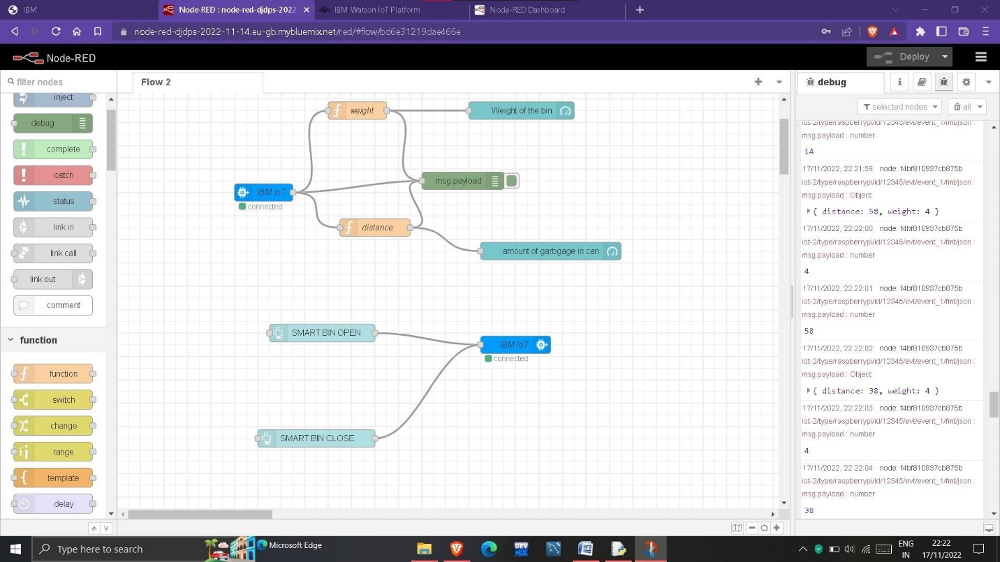 IBM
Node-RED : node-red-djdps-2022
IBM Watson IoT Platform
Node-RED Dashboard
node-red-djdps-2022-11-14.eu-gb.mybluemix.net/red/#flow/bd6e31219dae466e
Node-RED
Deploy
filter nodes
Flow 2
debug
inject
debug
complete
catch
status
link in
link call
link out
comment
function
function
switch
change
range
template
delay
weight
Weight of the bin
IBM IoT
connected
msg.payload
distance
amount of garbgage in can
SMART BIN OPEN
IBM IoT
connected
SMART BIN CLOSE
selected nodes
all
iot-2/type/raspberrypi/id/12345/evt/event_1/fmt/json :
msg.payload : number
14
17/11/2022, 22:21:59 node: f4bf810937cb875b
iot-2/type/raspberrypi/id/12345/evt/event_1/fmt/json :
msg.payload : Object
{ distance: 58, weight: 4 }
17/11/2022, 22:22:00 node: f4bf810937cb875b
iot-2/type/raspberrypi/id/12345/evt/event_1/fmt/json :
msg.payload : number
4
17/11/2022, 22:22:01 node: f4bf810937cb875b
iot-2/type/raspberrypi/id/12345/evt/event_1/fmt/json :
msg.payload : number
58
17/11/2022, 22:22:02 node: f4bf810937cb875b
iot-2/type/raspberrypi/id/12345/evt/event_1/fmt/json :
msg.payload : Object
{ distance: 38, weight: 4 }
17/11/2022, 22:22:03 node: f4bf810937cb875b
iot-2/type/raspberrypi/id/12345/evt/event_1/fmt/json :
msg.payload : number
4
17/11/2022, 22:22:04 node: f4bf810937cb875b
iot-2/type/raspberrypi/id/12345/evt/event_1/fmt/json :
msg.payload : number
38
Type here to search
Microsoft Edge
ENG
IN
22:22
17/11/2022